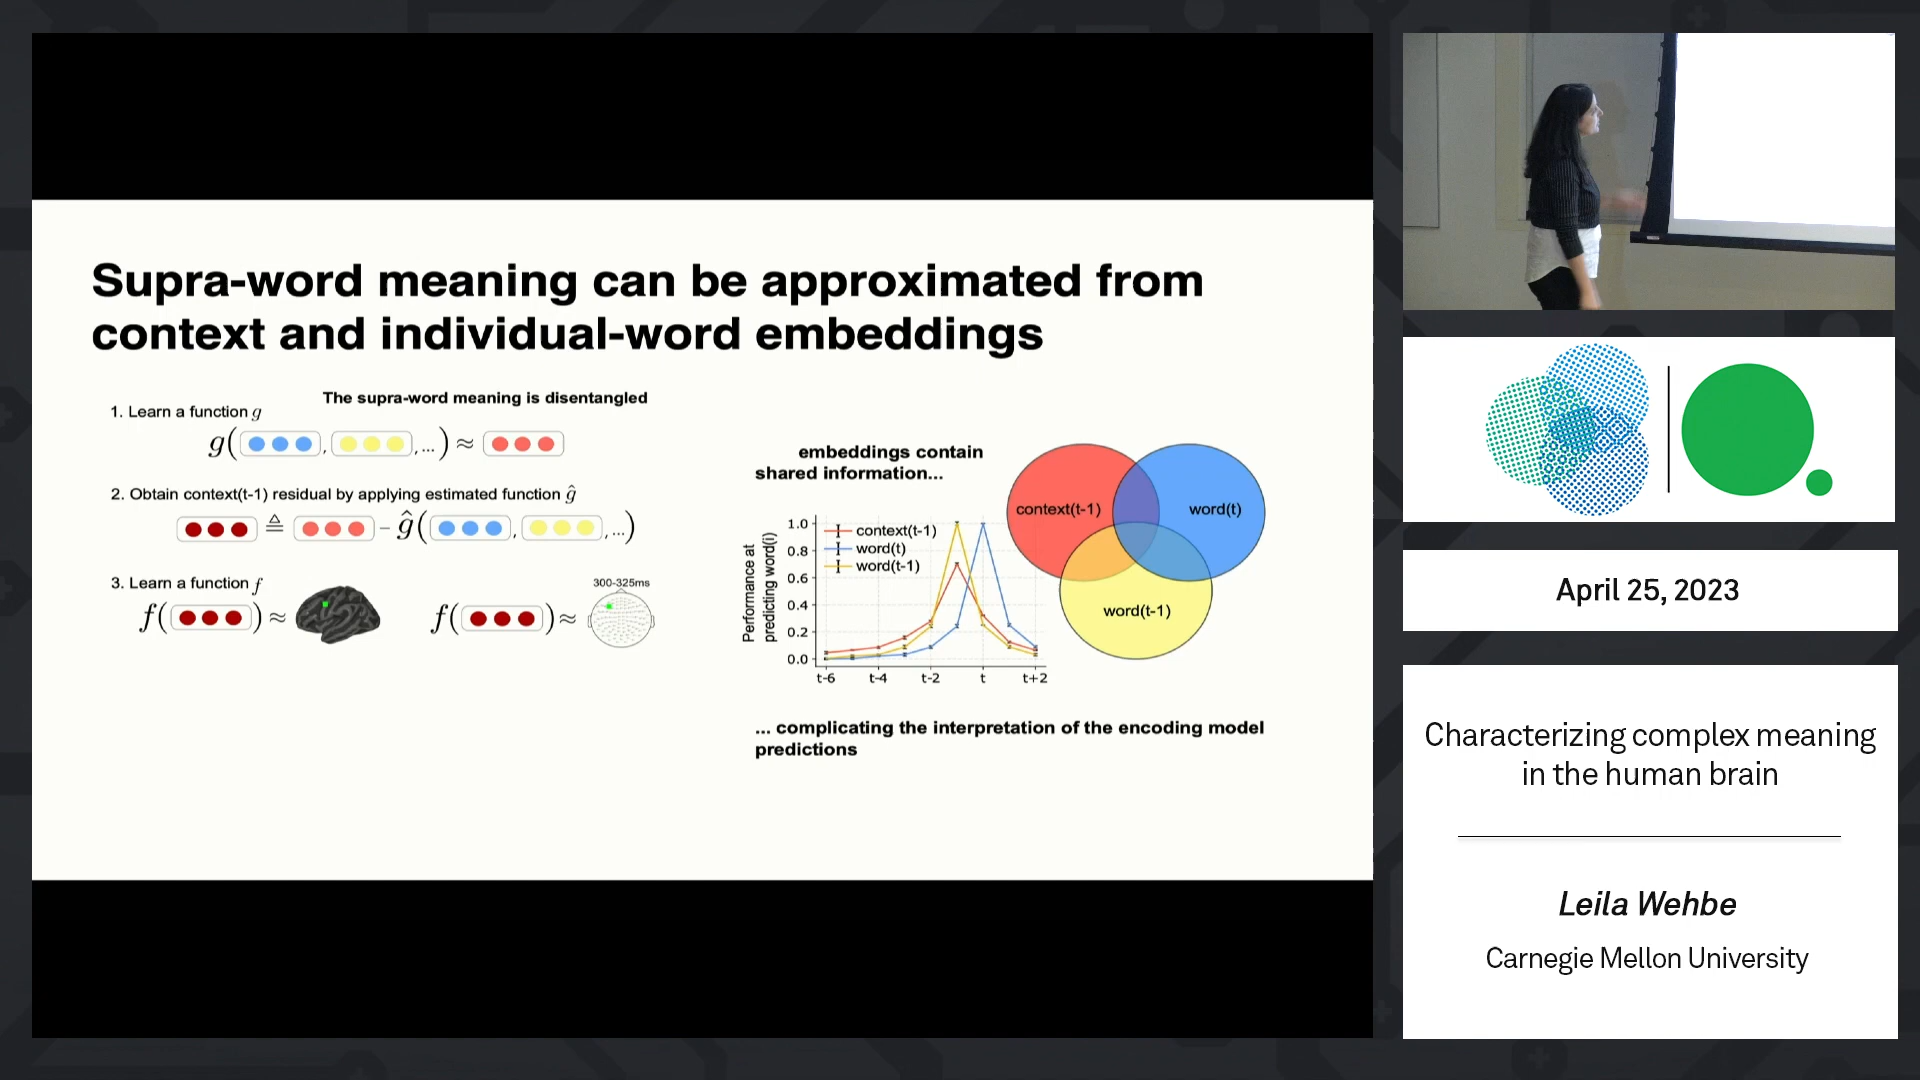 Supra-word meaning can be approximated from
context and individual-word embeddings
The supra-word meaning is disentangled
1. Learn a function g
g( , ,...) ≈
2. Obtain context(t-1) residual by applying estimated function ĝ
≜ - ĝ( , ,...)
3. Learn a function f
f( ) ≈
300-325ms
f( ) ≈
embeddings contain
shared information...
context(t-1)
word(t)
word(t-1)
Performance at
predicting word(i)
1.0
0.8
0.6
0.4
0.2
0.0
context(t-1)
word(t)
word(t-1)
t-6 t-4 t-2 t t+2
... complicating the interpretation of the encoding model
predictions
April 25, 2023
Characterizing complex meaning
in the human brain
Leila Wehbe
Carnegie Mellon University